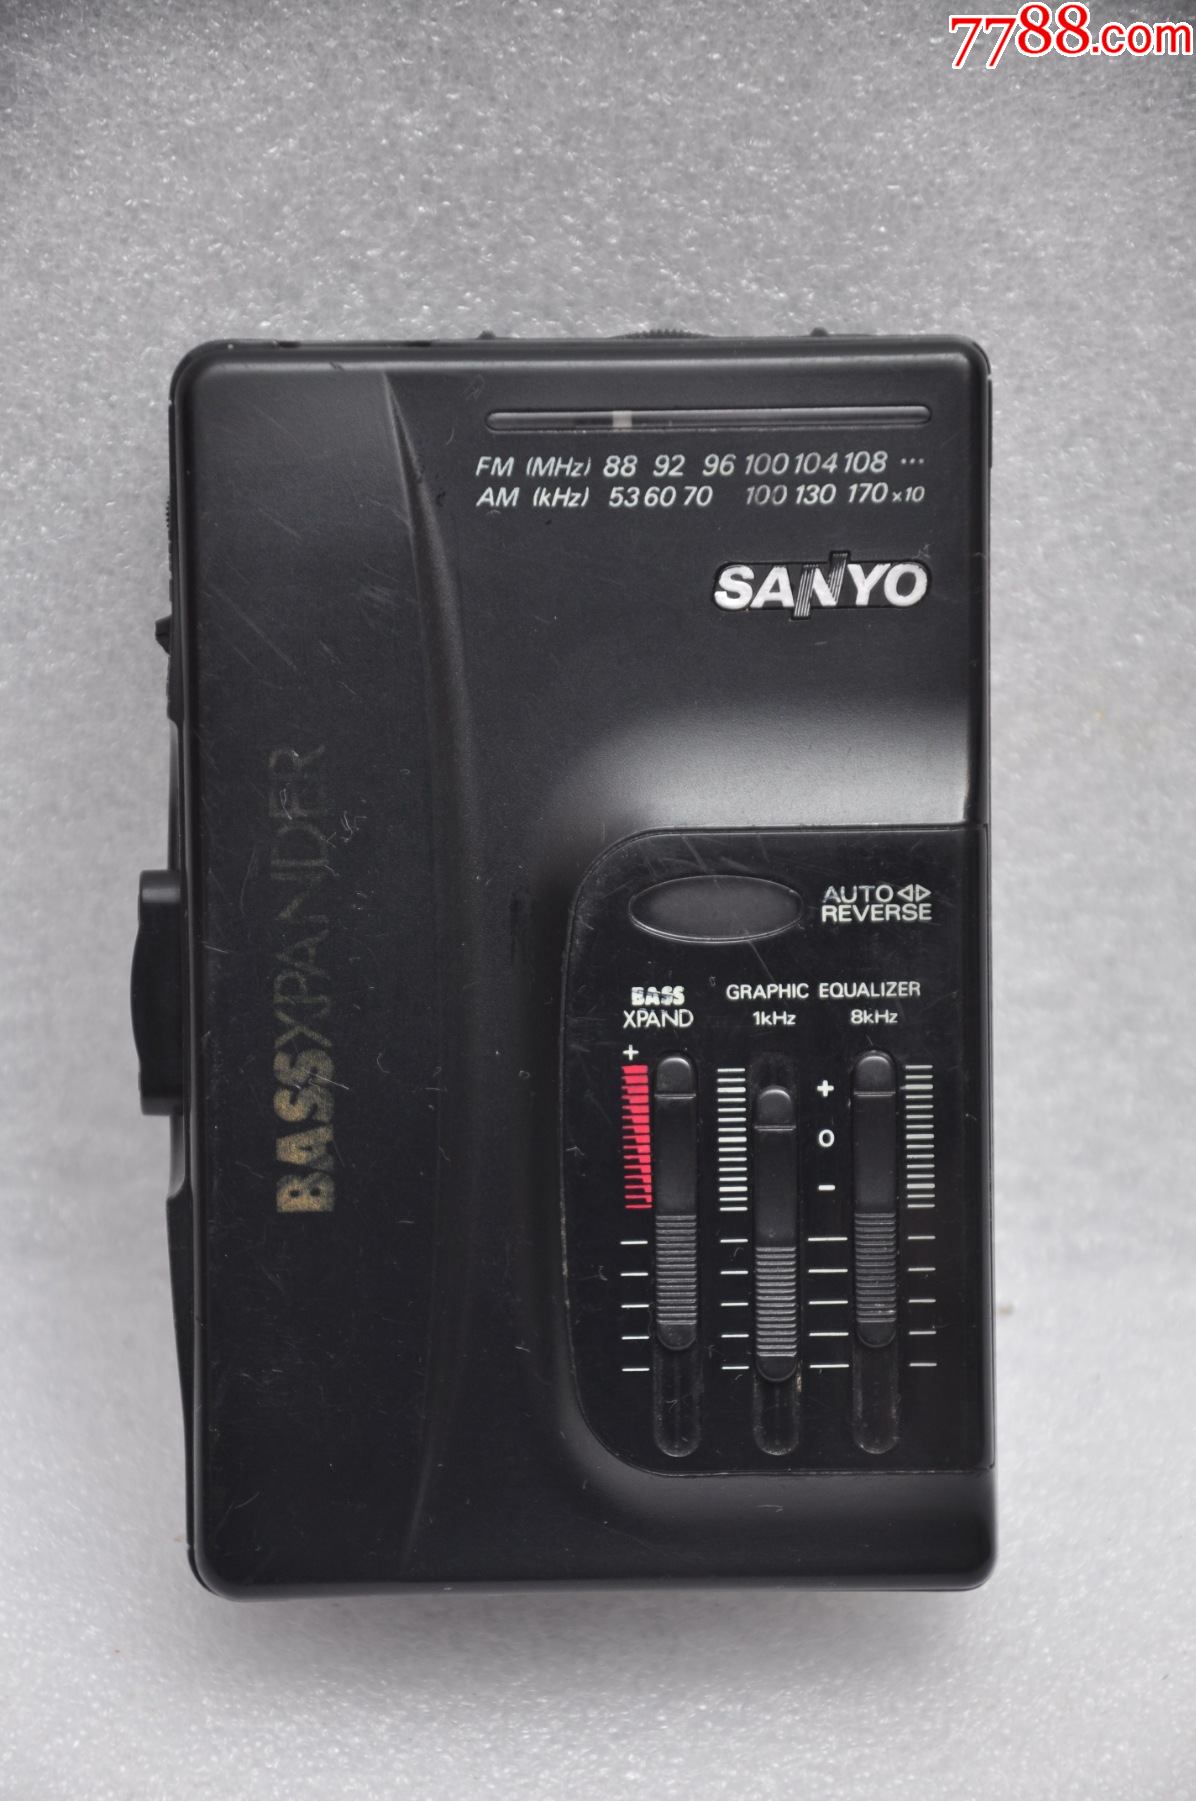 7788.com
FM (MHz) 88 92 96 100 104 108 ...
AM (kHz) 53 60 70 100 130 170 x10
SANYO
BASSXPANDER
AUTO ◁▷
REVERSE
BASS
XPAND
GRAPHIC EQUALIZER
1kHz 8kHz
+
+
0
-